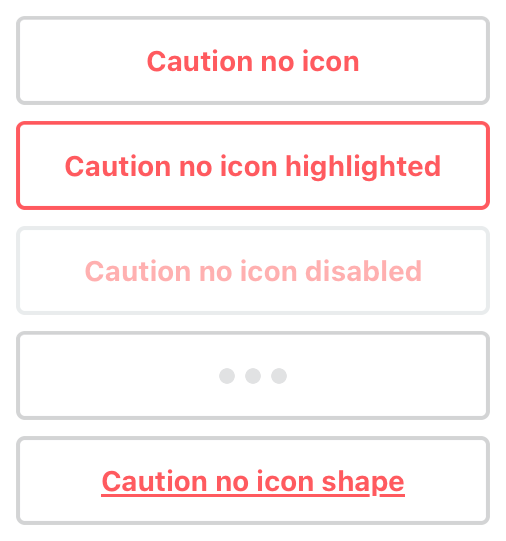 Caution no icon
Caution no icon highlighted
Caution no icon disabled
Caution no icon shape